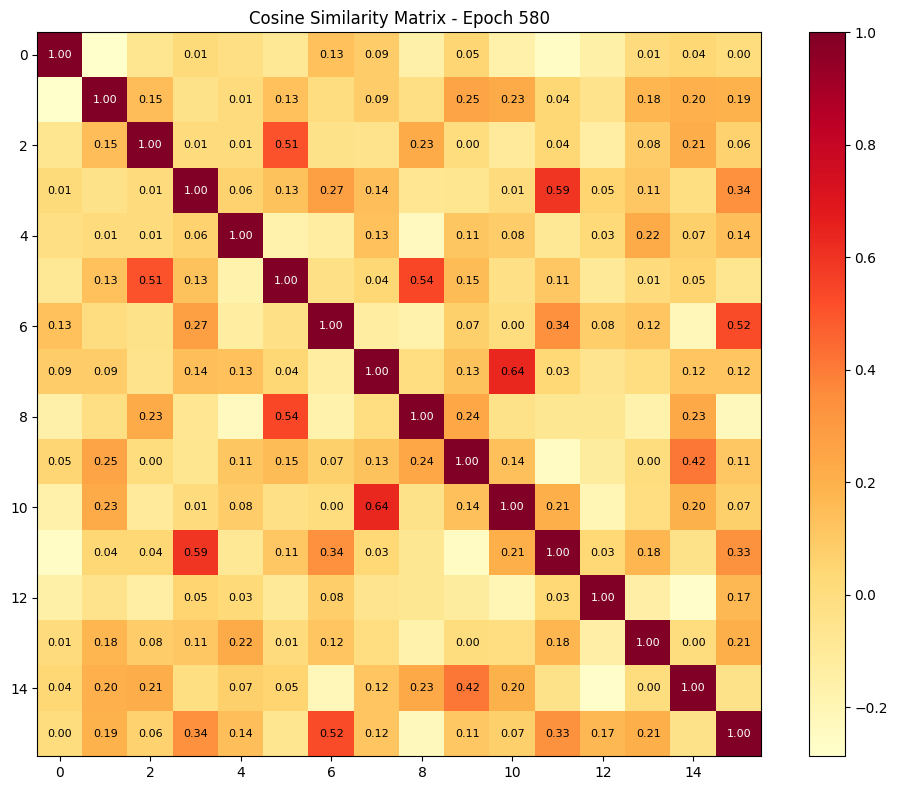 Cosine Similarity Matrix - Epoch 580
0 1.00 0.01 0.13 0.09 0.05 0.01 0.04 0.00 1.0
1.00 0.15 0.01 0.13 0.09 0.25 0.23 0.04 0.18 0.20 0.19
2 0.15 1.00 0.01 0.01 0.51 0.23 0.00 0.04 0.08 0.21 0.06 0.8
0.01 0.01 1.00 0.06 0.13 0.27 0.14 0.01 0.59 0.05 0.11 0.34
4 0.01 0.01 0.06 1.00 0.13 0.11 0.08 0.03 0.22 0.07 0.14 0.6
0.13 0.51 0.13 1.00 0.04 0.54 0.15 0.11 0.01 0.05
6 0.13 0.27 1.00 0.07 0.00 0.34 0.08 0.12 0.52
0.09 0.09 0.14 0.13 0.04 1.00 0.13 0.64 0.03 0.12 0.12 0.4
8 0.23 0.54 1.00 0.24 0.23
0.05 0.25 0.00 0.11 0.15 0.07 0.13 0.24 1.00 0.14 0.00 0.42 0.11
10 0.23 0.01 0.08 0.00 0.64 0.14 1.00 0.21 0.20 0.07 0.2
0.04 0.04 0.59 0.11 0.34 0.03 0.21 1.00 0.03 0.18 0.33
12 0.05 0.03 0.08 0.03 1.00 0.17 0.0
0.01 0.18 0.08 0.11 0.22 0.01 0.12 0.00 0.18 1.00 0.00 0.21
14 0.04 0.20 0.21 0.07 0.05 0.12 0.23 0.42 0.20 0.00 1.00 −0.2
0.00 0.19 0.06 0.34 0.14 0.52 0.12 0.11 0.07 0.33 0.17 0.21 1.00
0 2 4 6 8 10 12 14